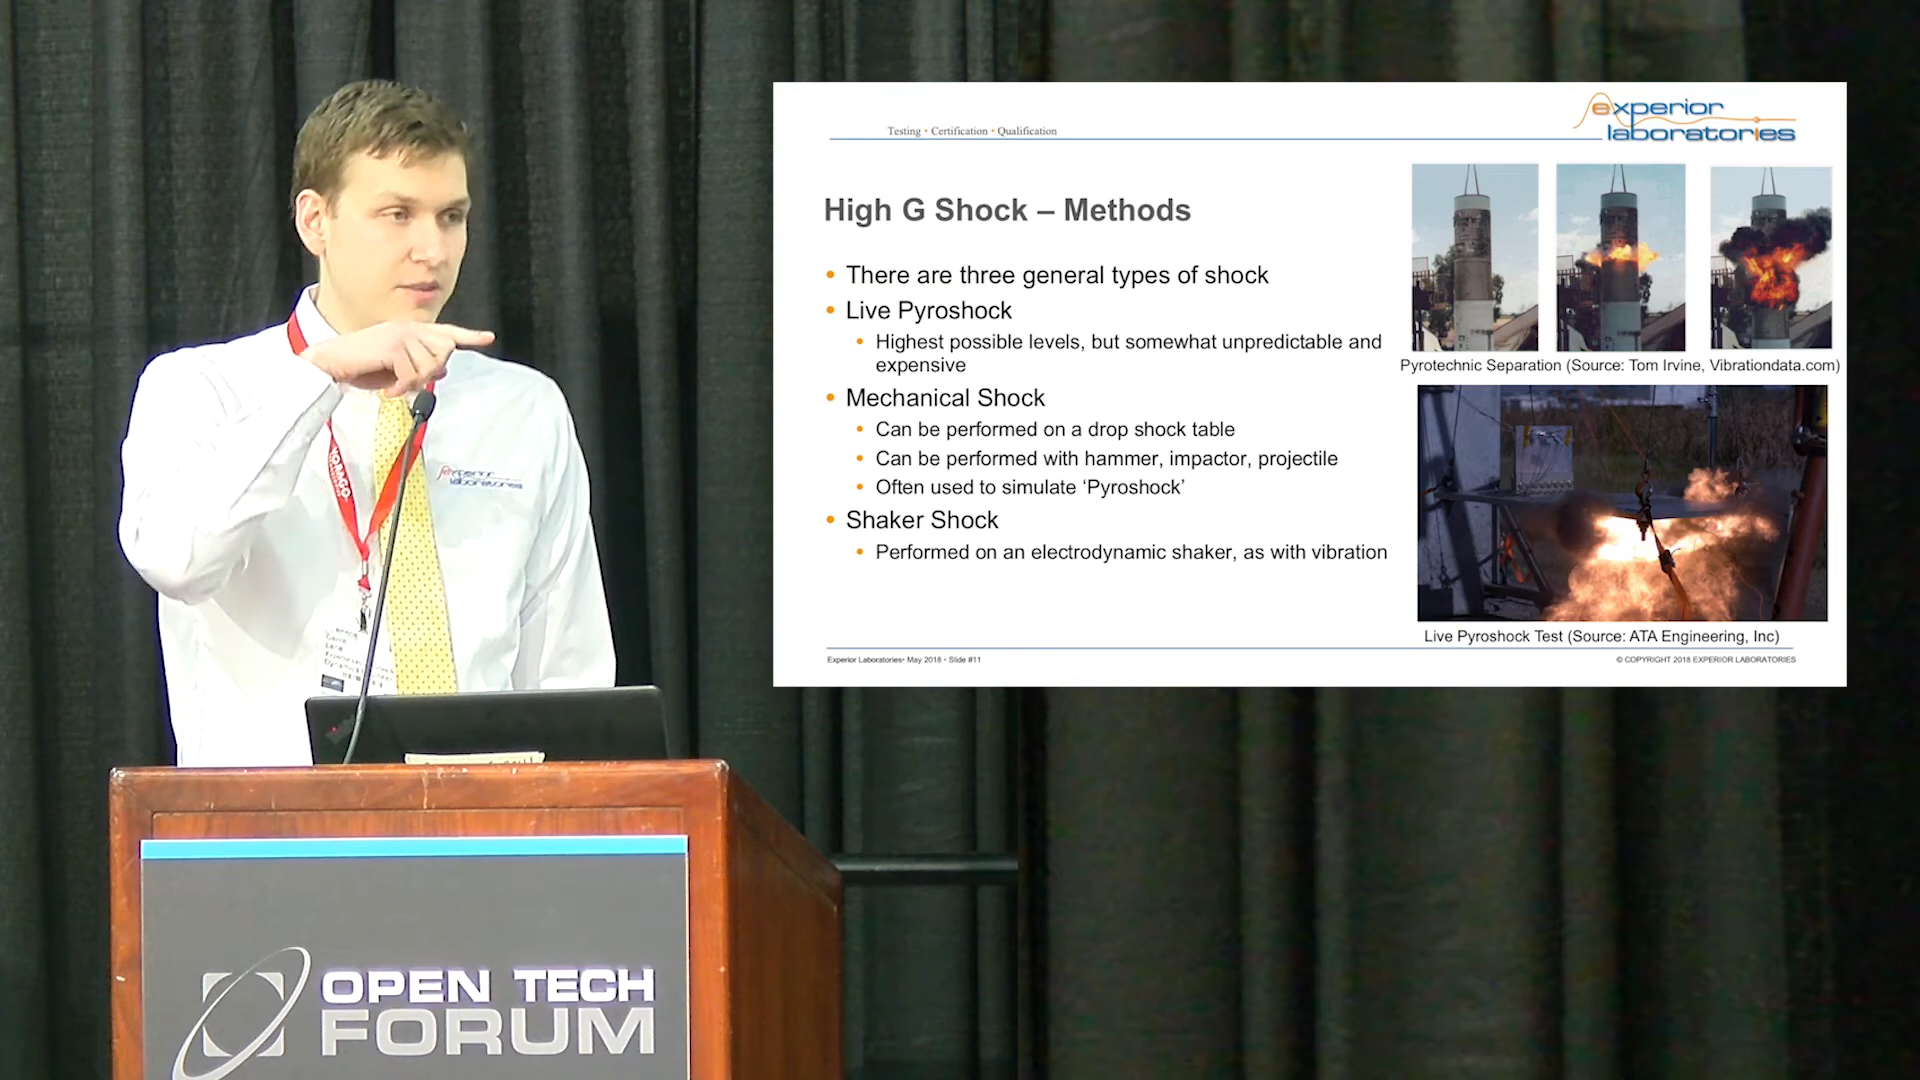 Testing • Certification • Qualification
experior
laboratories
High G Shock – Methods
• There are three general types of shock
• Live Pyroshock
• Highest possible levels, but somewhat unpredictable and
expensive
• Mechanical Shock
• Can be performed on a drop shock table
• Can be performed with hammer, impactor, projectile
• Often used to simulate ‘Pyroshock’
• Shaker Shock
• Performed on an electrodynamic shaker, as with vibration
Pyrotechnic Separation (Source: Tom Irvine, Vibrationdata.com)
Live Pyroshock Test (Source: ATA Engineering, Inc)
Experior Laboratories• May 2018 • Slide #11
© COPYRIGHT 2018 EXPERIOR LABORATORIES
experior
laboratories
OPEN TECH
FORUM